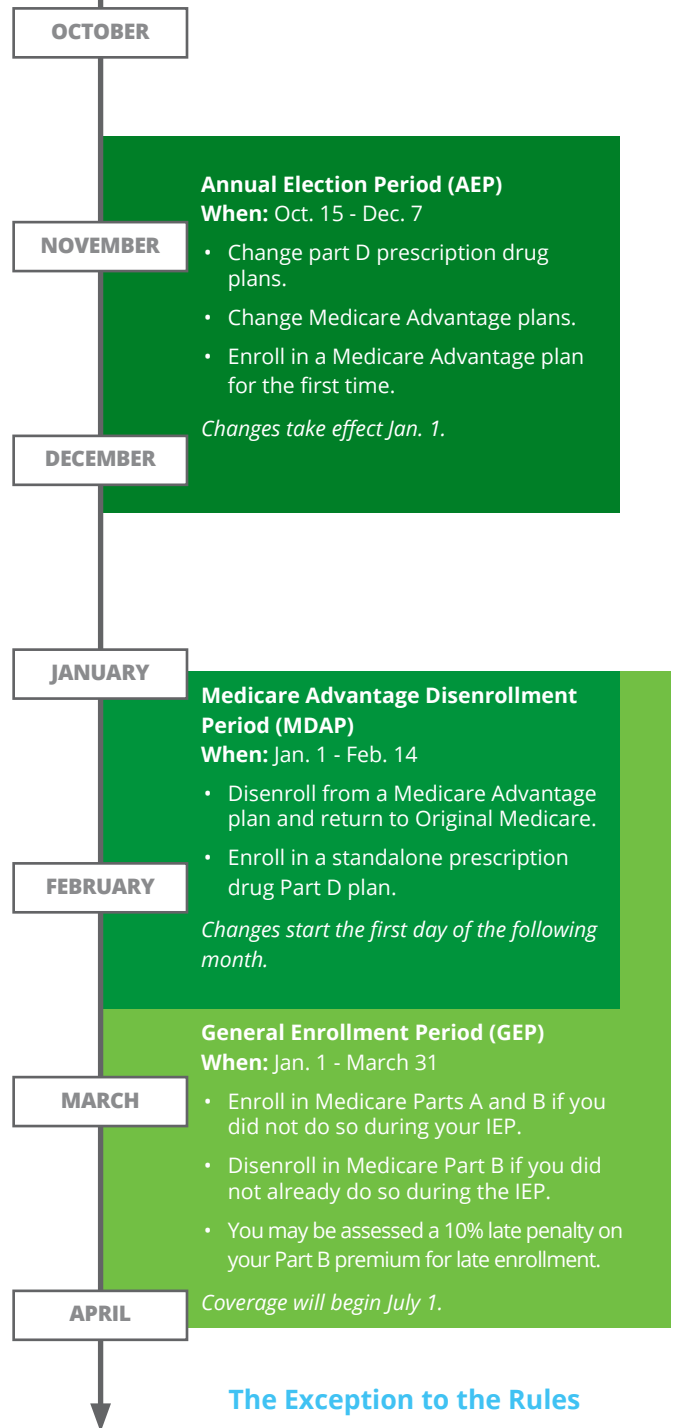 OCTOBER
Annual Election Period (AEP)
When: Oct. 15 - Dec. 7
NOVEMBER
• Change part D prescription drug
plans.
• Change Medicare Advantage plans.
• Enroll in a Medicare Advantage plan
for the first time.
Changes take effect Jan. 1.
DECEMBER
JANUARY
Medicare Advantage Disenrollment
Period (MDAP)
When: Jan. 1 - Feb. 14
• Disenroll from a Medicare Advantage
plan and return to Original Medicare.
• Enroll in a standalone prescription
drug Part D plan.
FEBRUARY
Changes start the first day of the following
month.
General Enrollment Period (GEP)
When: Jan. 1 - March 31
MARCH
• Enroll in Medicare Parts A and B if you
did not do so during your IEP.
• Disenroll in Medicare Part B if you did
not already do so during the IEP.
• You may be assessed a 10% late penalty on
your Part B premium for late enrollment.
Coverage will begin July 1.
APRIL
The Exception to the Rules